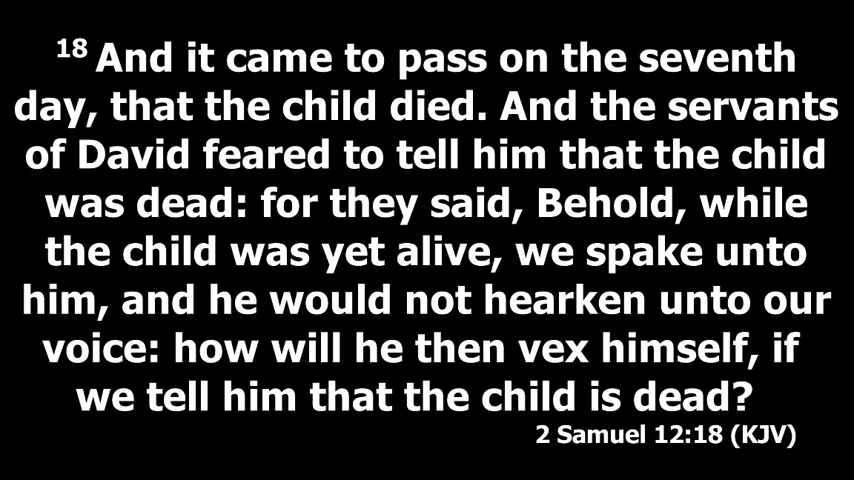 18 And it came to pass on the seventh
day, that the child died. And the servants
of David feared to tell him that the child
was dead: for they said, Behold, while
the child was yet alive, we spake unto
him, and he would not hearken unto our
voice: how will he then vex himself, if
we tell him that the child is dead?
2 Samuel 12:18 (KJV)